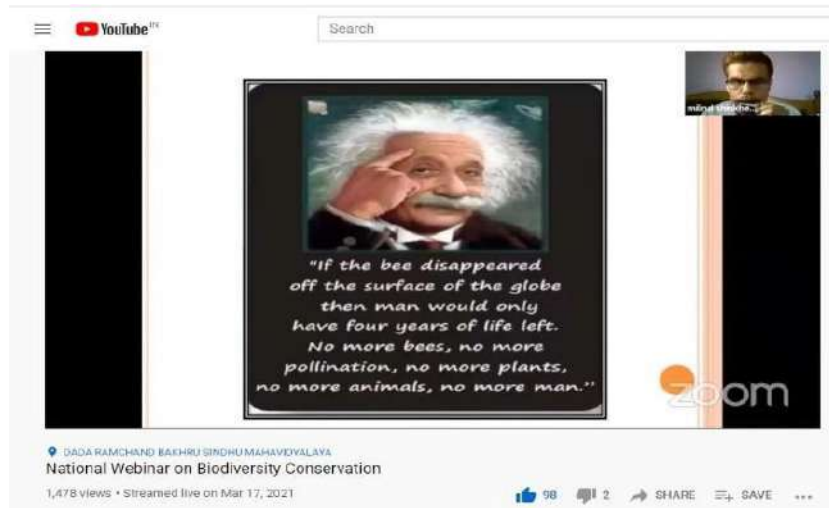 YouTube IN
Search
"If the bee disappeared
off the surface of the globe
then man would only
have four years of life left.
No more bees, no more
pollination, no more plants,
no more animals, no more man."
zoom
DADA RAMCHAND BAKHRU SINDHU MAHAVIDYALAYA
National Webinar on Biodiversity Conservation
1,478 views • Streamed live on Mar 17, 2021
98 2 SHARE SAVE